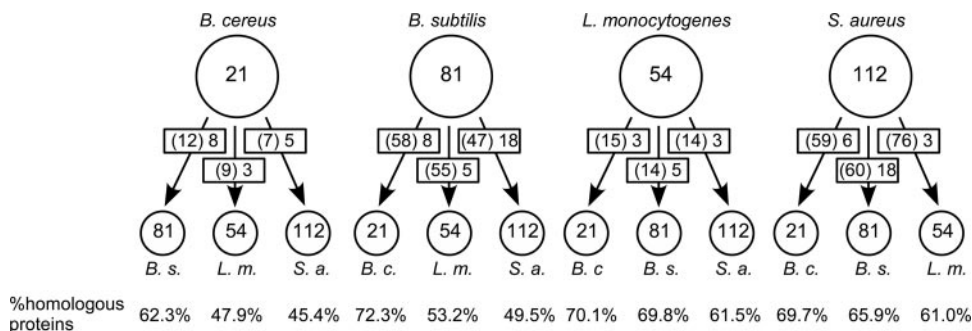 B. cereus B. subtilis L. monocytogenes S. aureus
21 81 54 112
(12) 8 (7) 5 (58) 8 (47) 18 (15) 3 (14) 3 (59) 6 (76) 3
(9) 3 (55) 5 (14) 5 (60) 18
81 54 112 21 54 112 21 81 112 21 81 54
B. s. L. m. S. a. B. c. L. m. S. a. B. c B. s. S. a. B. c. B. s. L. m.
%homologous
proteins 62.3% 47.9% 45.4% 72.3% 53.2% 49.5% 70.1% 69.8% 61.5% 69.7% 65.9% 61.0%